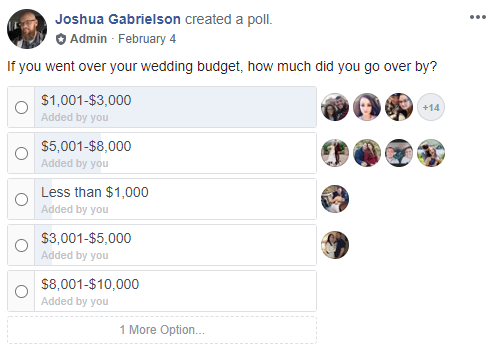 Joshua Gabrielson created a poll.
Admin · February 4
If you went over your wedding budget, how much did you go over by?
$1,001-$3,000
Added by you
+14
$5,001-$8,000
Added by you
Less than $1,000
Added by you
$3,001-$5,000
Added by you
$8,001-$10,000
Added by you
1 More Option...